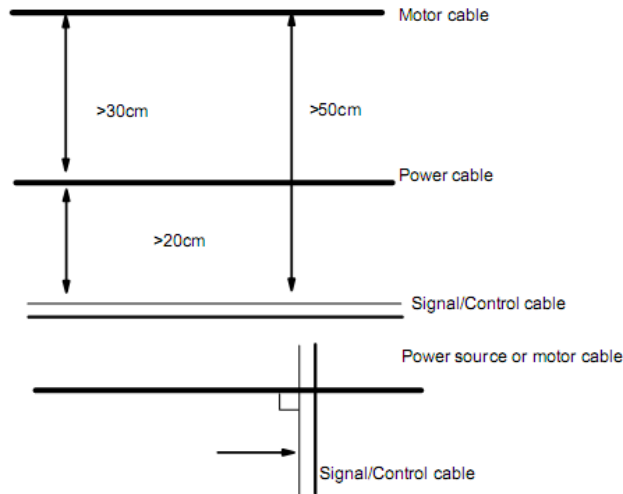 Motor cable
>30cm
>50cm
Power cable
>20cm
Signal/Control cable
Power source or motor cable
Signal/Control cable